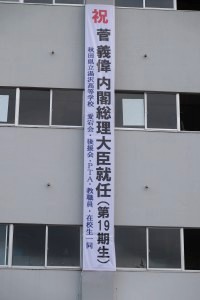 祝
菅 義偉 内閣総理大臣就任(第19期生)
秋田県立湯沢高等学校 愛宕会・後援会・PTA・教職員・在校生一同